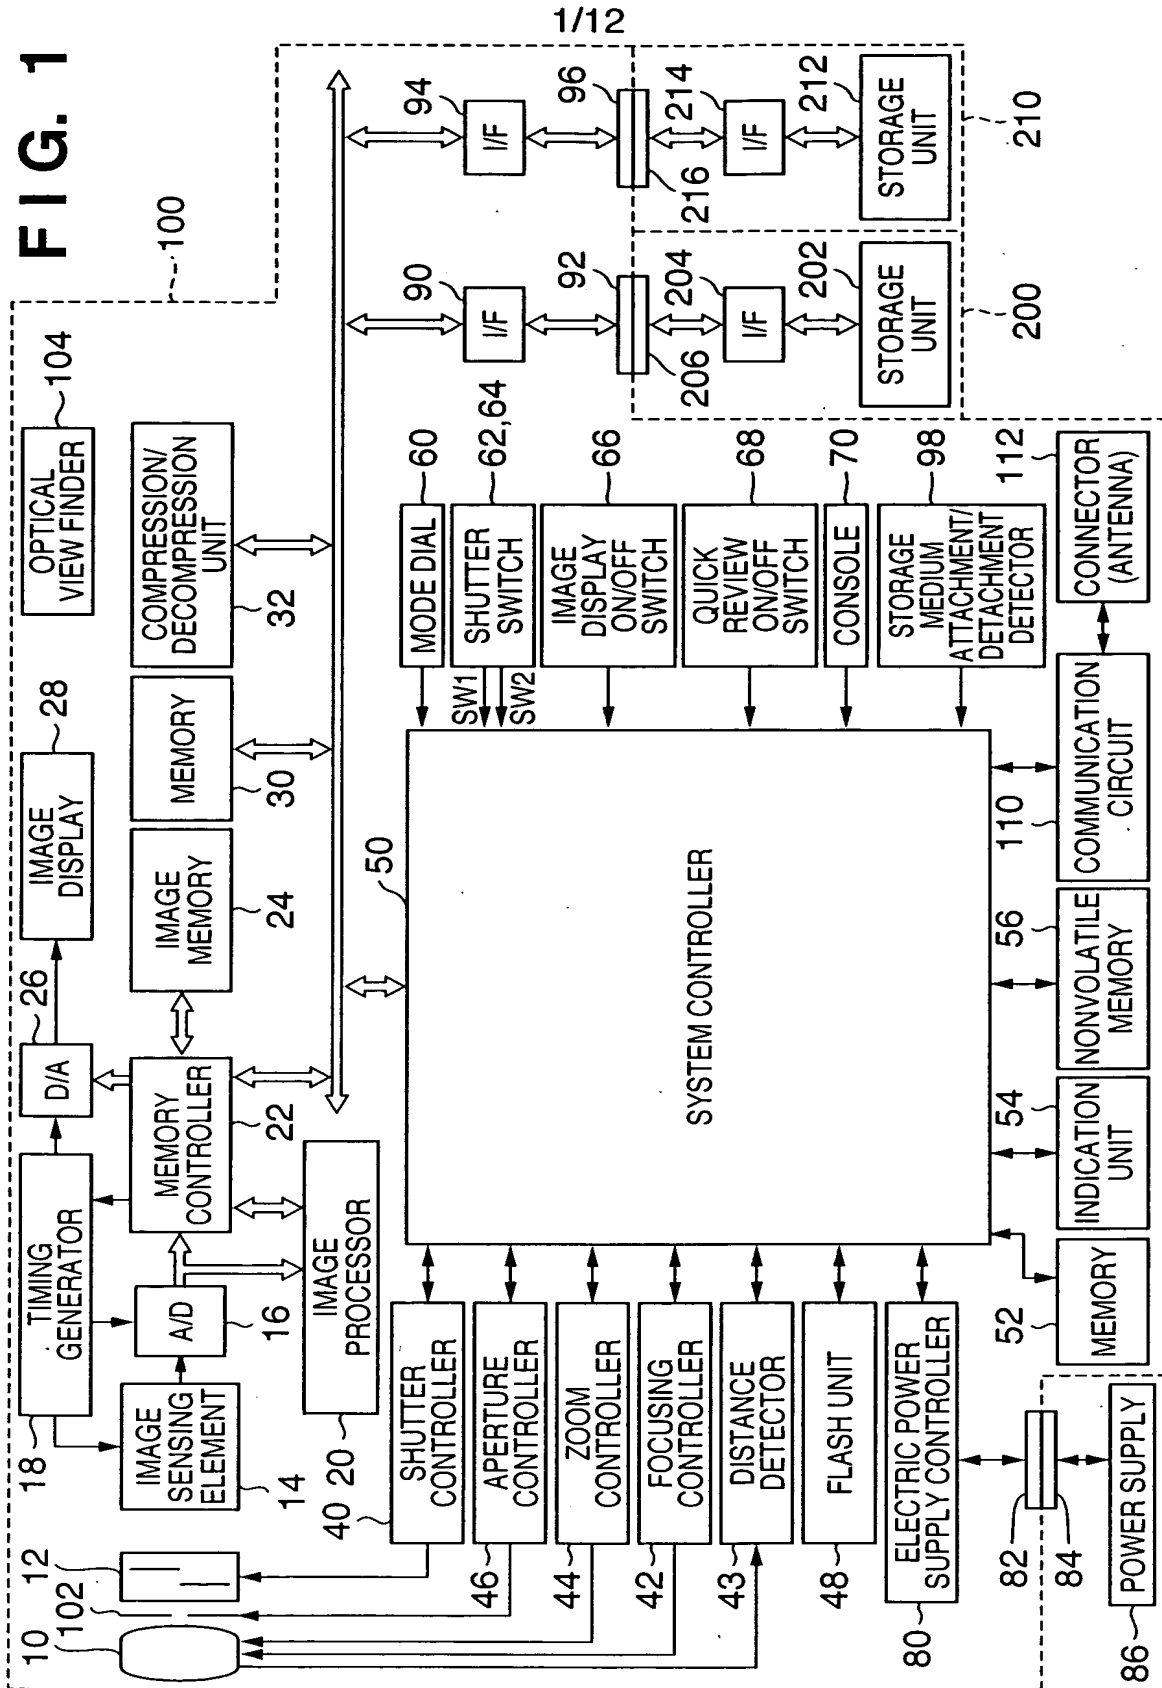 1/12
FIG. 1
100
OPTICAL
VIEW FINDER
104
IMAGE
DISPLAY
28
D/A
26
TIMING
GENERATOR
18
COMPRESSION/
DECOMPRESSION
UNIT
32
MEMORY
30
IMAGE
MEMORY
24
MEMORY
CONTROLLER
22
A/D
16
IMAGE
SENSING
ELEMENT
14
12
102
10
IMAGE
PROCESSOR
20
94
I/F
96
214
216
I/F
212
STORAGE
UNIT
210
90
I/F
92
204
206
I/F
202
STORAGE
UNIT
200
50
SYSTEM CONTROLLER
MODE DIAL
60
SHUTTER
SWITCH
62,64
SW1
SW2
IMAGE
DISPLAY
ON/OFF
SWITCH
66
QUICK
REVIEW
ON/OFF
SWITCH
68
CONSOLE
70
STORAGE
MEDIUM
ATTACHMENT/
DETACHMENT
DETECTOR
98
SHUTTER
CONTROLLER
40
APERTURE
CONTROLLER
46
ZOOM
CONTROLLER
44
FOCUSING
CONTROLLER
42
DISTANCE
DETECTOR
43
FLASH UNIT
48
ELECTRIC POWER
SUPPLY CONTROLLER
80
CONNECTOR
(ANTENNA)
112
COMMUNICATION
CIRCUIT
110
NONVOLATILE
MEMORY
56
INDICATION
UNIT
54
MEMORY
52
82
84
POWER SUPPLY
86